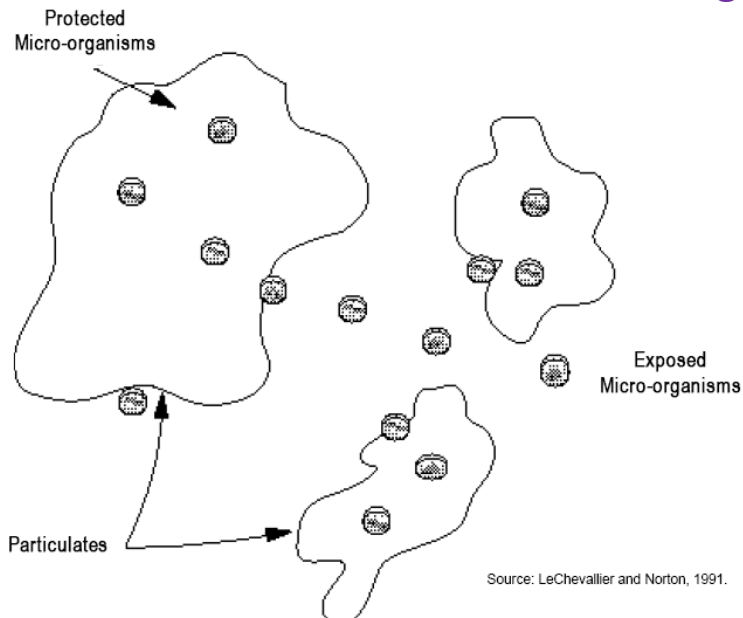 Protected
Micro-organisms
Exposed
Micro-organisms
Particulates
Source: LeChevallier and Norton, 1991.